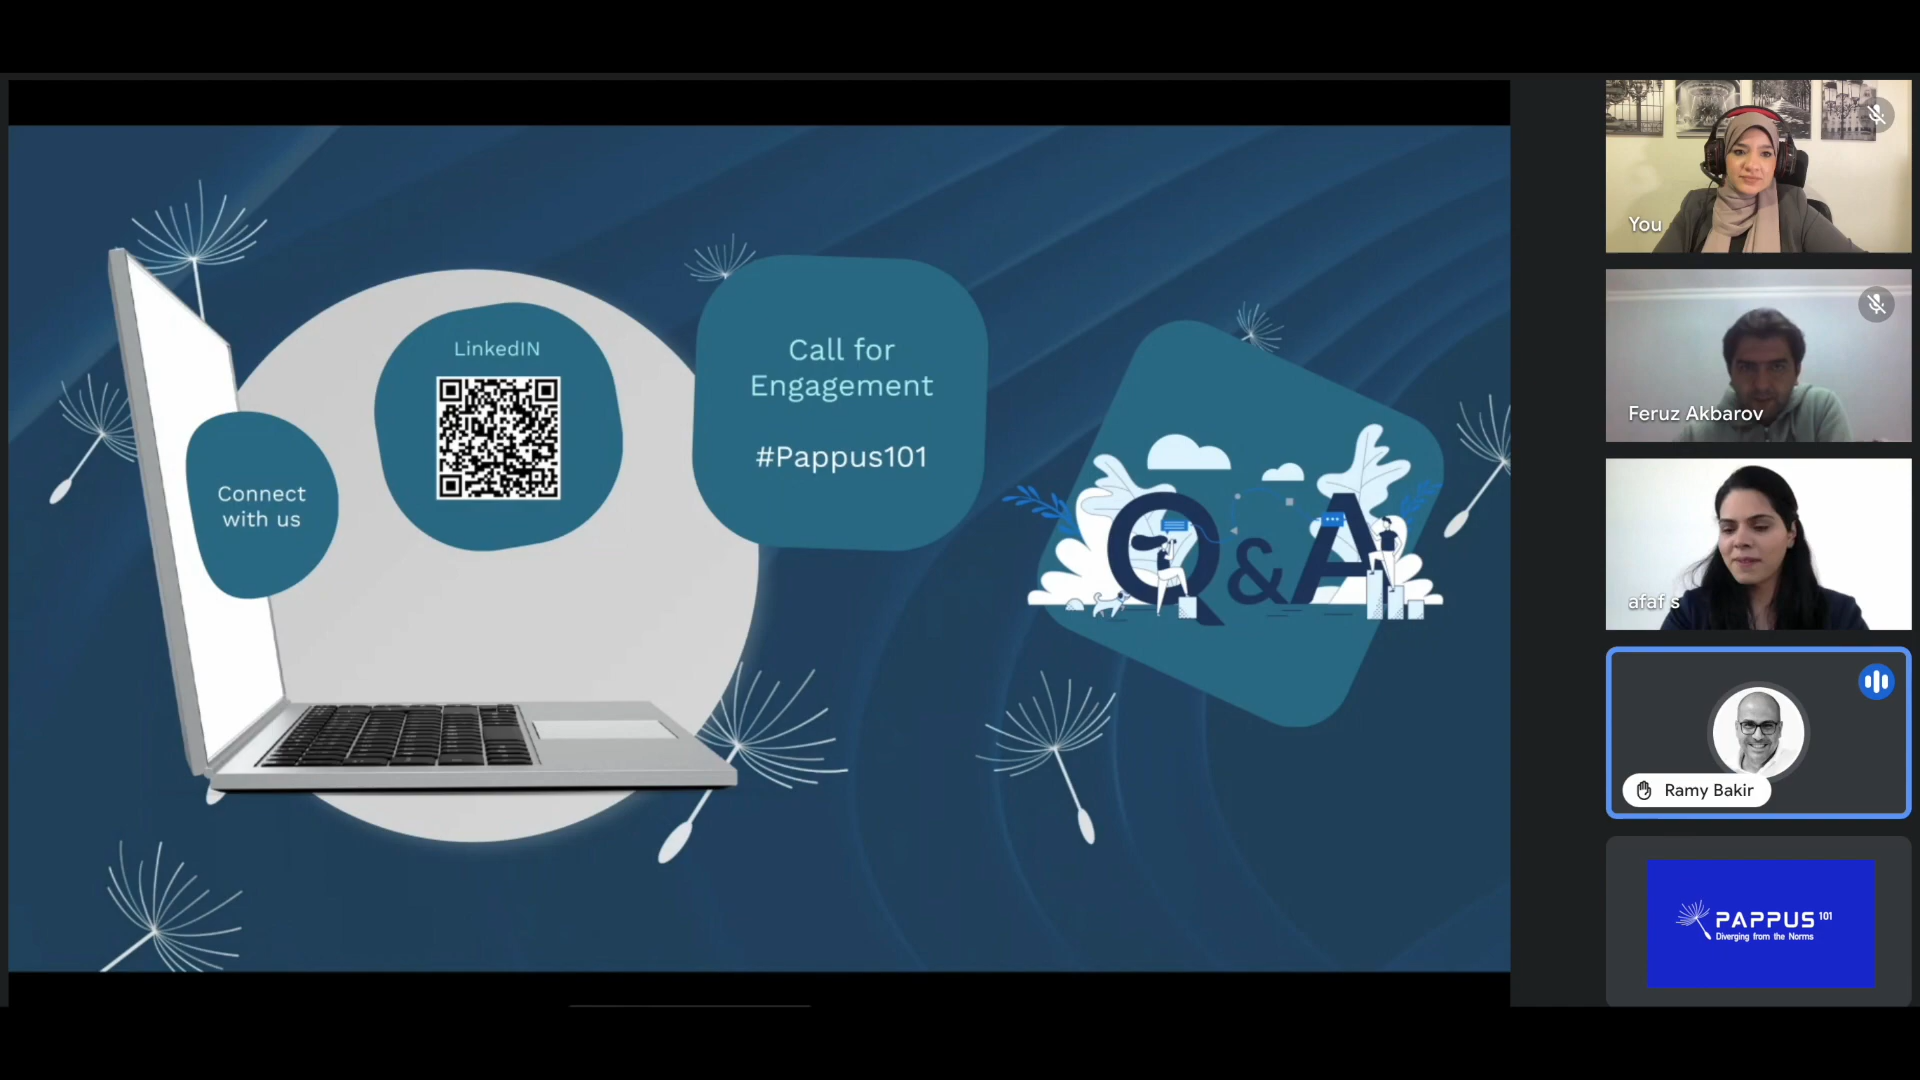 Connect
with us
LinkedIN
Call for
Engagement
#Pappus101
Q&A
You
Feruz Akbarov
afaf s
Ramy Bakir
PAPPUS 101
Diverging from the Norms